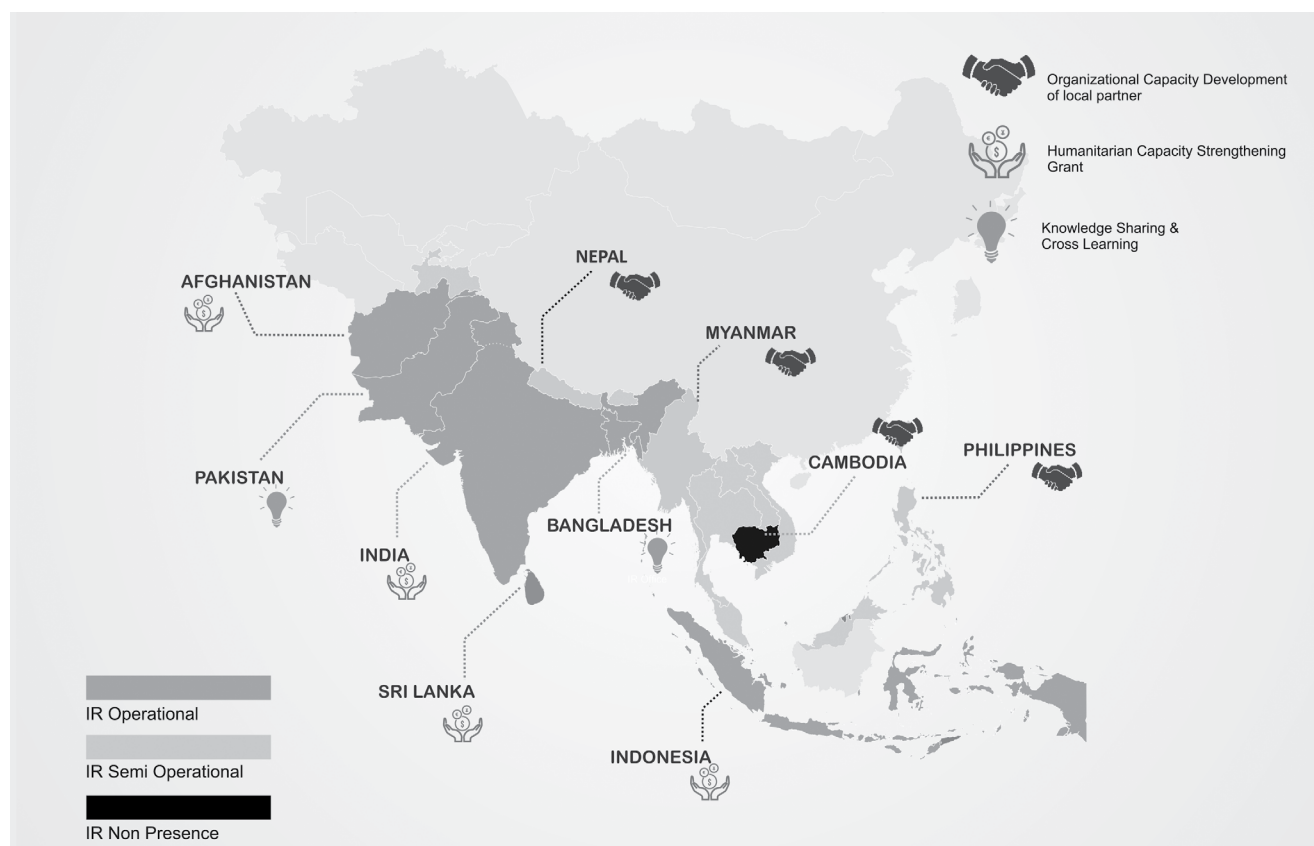 Organizational Capacity Development
of local partner
Humanitarian Capacity Strengthening
Grant
Knowledge Sharing &
Cross Learning
NEPAL
AFGHANISTAN
MYANMAR
PHILIPPINES
CAMBODIA
PAKISTAN
BANGLADESH
INDIA
SRI LANKA
INDONESIA
IR Operational
IR Semi Operational
IR Non Presence